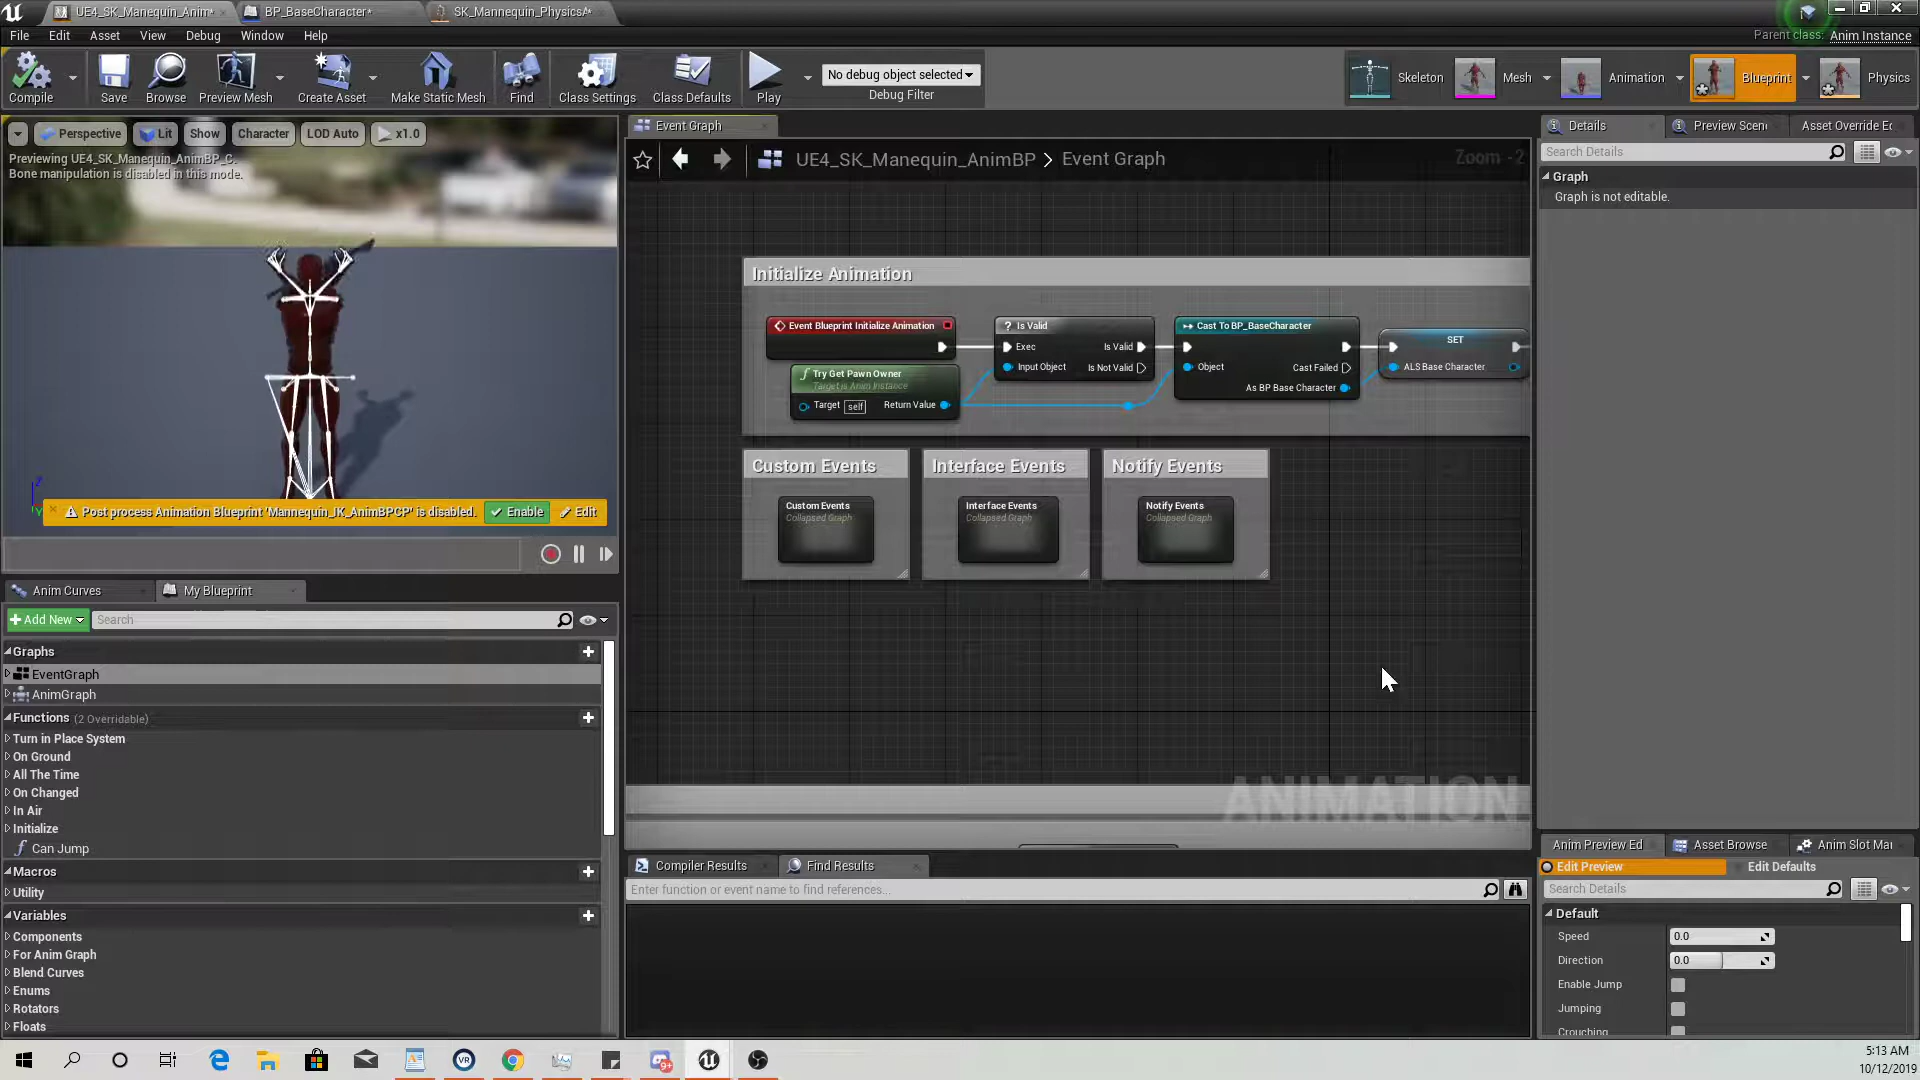 UE4_SK_Manequin_Anim*
BP_BaseCharacter*
SK_Mannequin_PhysicsA*
File Edit Asset View Debug Window Help
Parent class: Anim Instance
Compile
Save
Browse
Preview Mesh
Create Asset
Make Static Mesh
Find
Class Settings
Class Defaults
Play
No debug object selected
Debug Filter
Skeleton
Mesh
Animation
Blueprint
Physics
Perspective
Lit
Show
Character
LOD Auto
x1.0
Previewing UE4_SK_Manequin_AnimBP_C.
Bone manipulation is disabled in this mode.
Post process Animation Blueprint 'Mannequin_IK_AnimBPCP' is disabled.
Enable
Edit
Anim Curves
My Blueprint
Add New
Search
Graphs
EventGraph
AnimGraph
Functions (2 Overridable)
Turn in Place System
On Ground
All The Time
On Changed
In Air
Initialize
Can Jump
Macros
Utility
Variables
Components
For Anim Graph
Blend Curves
Enums
Rotators
Floats
Event Graph
UE4_SK_Manequin_AnimBP > Event Graph
Zoom -2
Initialize Animation
Event Blueprint Initialize Animation
Try Get Pawn Owner
Target is Anim Instance
Target self
Return Value
? Is Valid
Exec
Is Valid
Input Object
Is Not Valid
Cast To BP_BaseCharacter
Object
Cast Failed
As BP Base Character
SET
ALS Base Character
Custom Events
Interface Events
Notify Events
Custom Events
Collapsed Graph
Interface Events
Collapsed Graph
Notify Events
Collapsed Graph
ANIMATION
Compiler Results
Find Results
Enter function or event name to find references...
Details
Preview Scen
Asset Override Ec
Search Details
Graph
Graph is not editable.
Anim Preview Ed
Asset Browse
Anim Slot Ma
Edit Preview
Edit Defaults
Search Details
Default
Speed 0.0
Direction 0.0
Enable Jump
Jumping
Crouching
9+
5:13 AM
10/12/2019